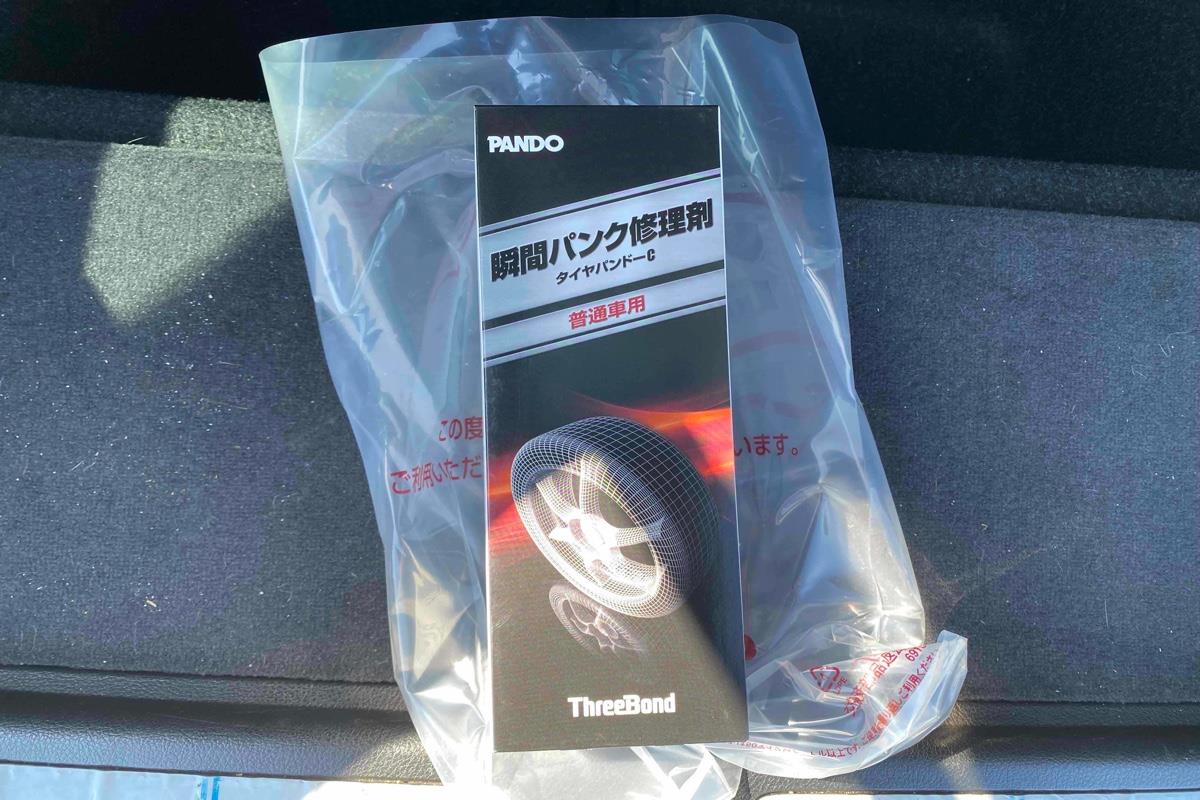 PANDO
瞬間パンク修理剤
タイヤパンドーC
普通車用
この度
ご利用いただ
います。
ThreeBond